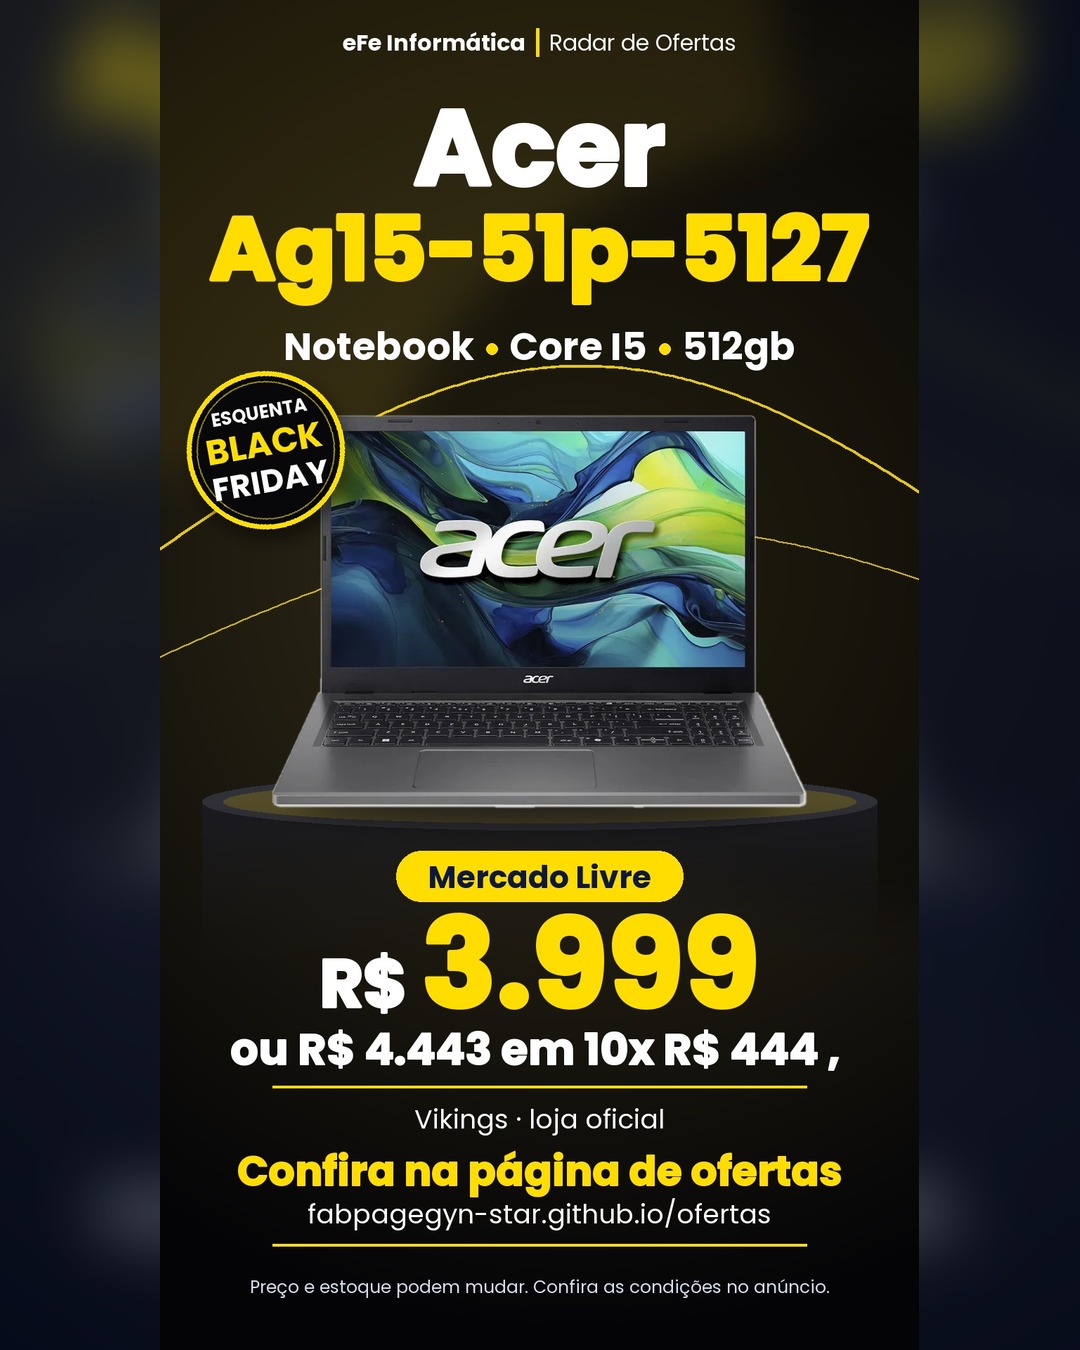 eFe Informática | Radar de Ofertas
Acer
Ag15-51p-5127
Notebook • Core I5 • 512gb
ESQUENTA
BLACK
FRIDAY
acer
acer
Mercado Livre
R$ 3.999
ou R$ 4.443 em 10x R$ 444 ,
Vikings · loja oficial
Confira na página de ofertas
fabpagegyn-star.github.io/ofertas
Preço e estoque podem mudar. Confira as condições no anúncio.